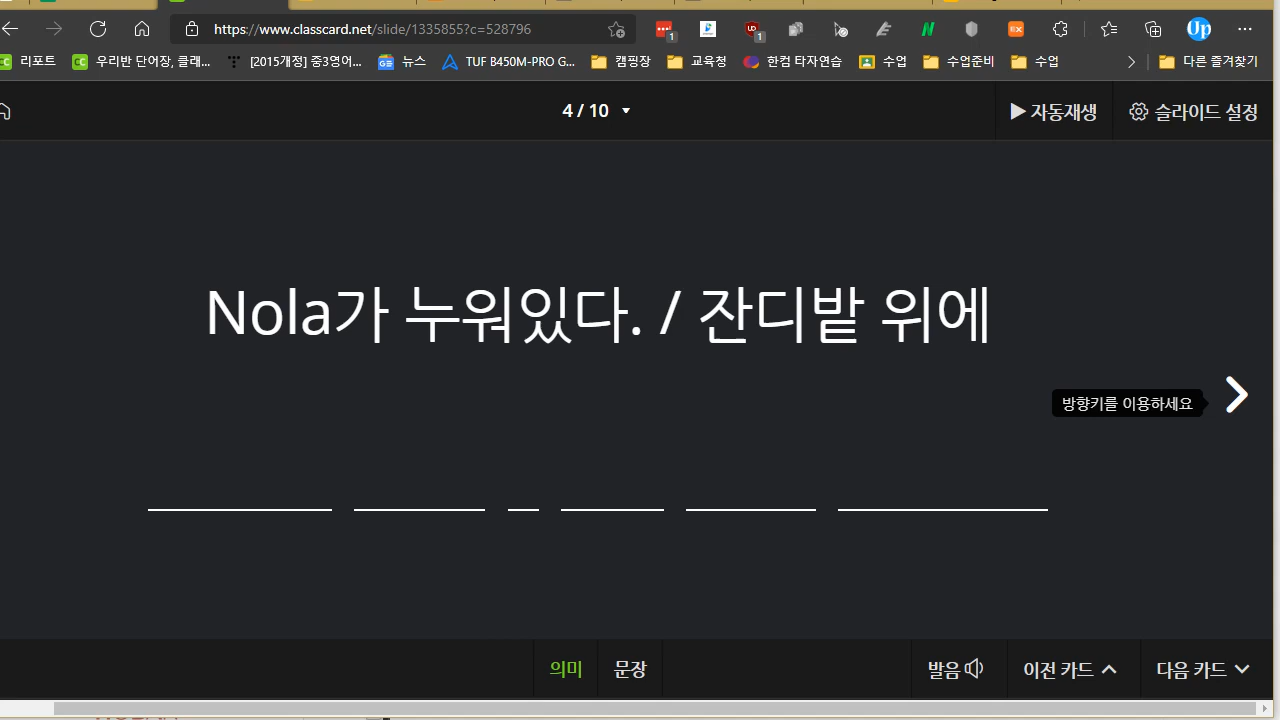 https://www.classcard.net/slide/1335855?c=528796
1
1
리포트
우리반 단어장, 클래...
[2015개정] 중3영어...
뉴스
TUF B450M-PRO G...
캠핑장
교육청
한컴 타자연습
수업
수업준비
수업
다른 즐겨찾기
4 / 10
자동재생
슬라이드 설정
Nola가 누워있다. / 잔디밭 위에
방향키를 이용하세요
의미
문장
발음
이전 카드
다음 카드